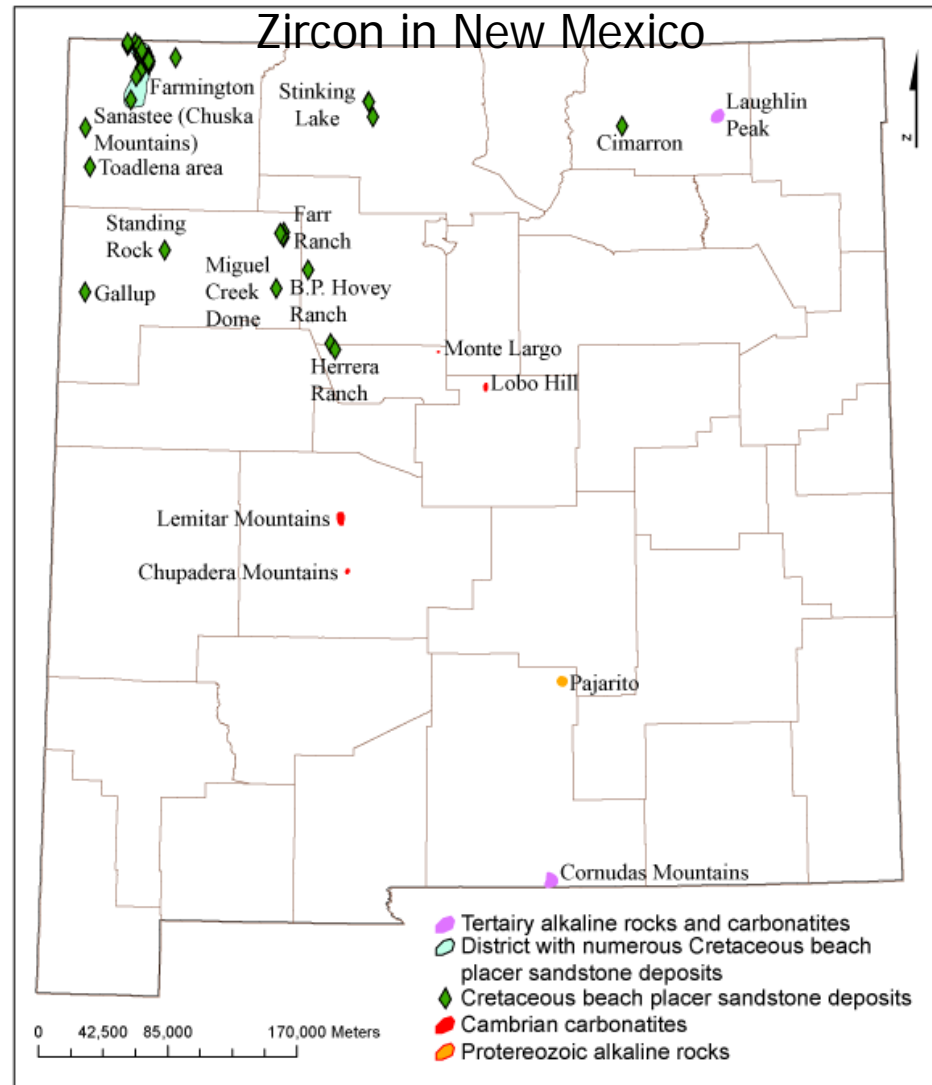 Zircon in New Mexico
Farmington
Sanastee (Chuska
Mountains)
Toadlena area
Stinking
Lake
Cimarron
Laughlin
Peak
N
Standing
Rock
Gallup
Farr
Ranch
Miguel
Creek
Dome
B.P. Hovey
Ranch
Herrera
Ranch
Monte Largo
Lobo Hill
Lemitar Mountains
Chupadera Mountains
Pajarito
Cornudas Mountains
Tertairy alkaline rocks and carbonatites
District with numerous Cretaceous beach
placer sandstone deposits
Cretaceous beach placer sandstone deposits
Cambrian carbonatites
Protereozoic alkaline rocks
0 42,500 85,000 170,000 Meters